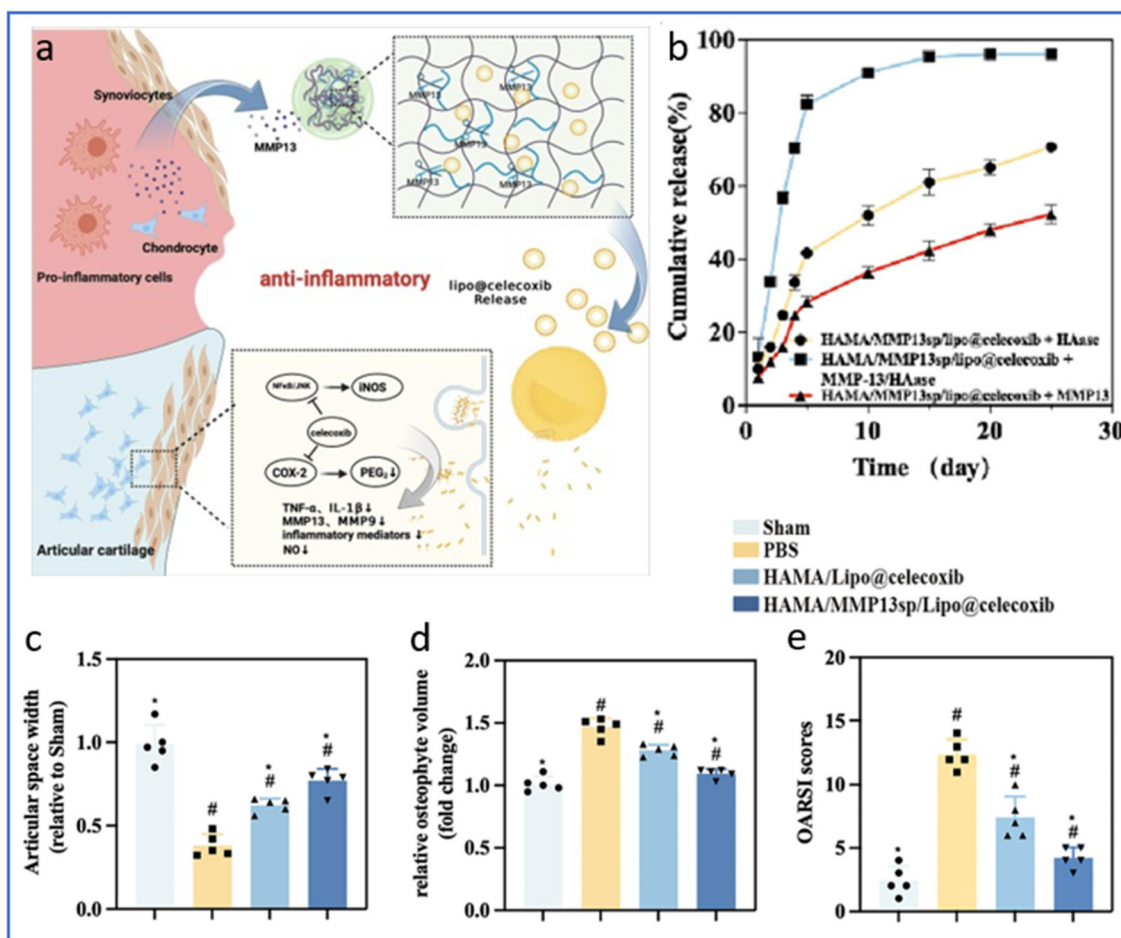 a
Synoviocytes
MMP13
Chondrocyte
Pro-inflammatory cells
MMP13
MMP13
MMP13
MMP13
MMP13
anti-inflammatory
lipo@celecoxib
Release
NFκB/JNK
iNOS
celecoxib
COX-2
PEG₂↓
TNF-α、IL-1β↓
MMP13、MMP9↓
inflammatory mediators ↓
NO↓
Articular cartilage
b
Cumulative release(%)
100
80
60
40
20
0
HAMA/MMP13sp/lipo@celecoxib + HAase
HAMA/MMP13sp/lipo@celecoxib +
MMP-13/HAase
HAMA/MMP13sp/lipo@celecoxib + MMP13
0
10
20
30
Time (day)
Sham
PBS
HAMA/Lipo@celecoxib
HAMA/MMP13sp/Lipo@celecoxib
c
Articular space width
(relative to Sham)
1.5
1.0
0.5
0.0
*
#
*
#
*
#
d
relative osteophyte volume
(fold change)
2.0
1.5
1.0
0.5
0.0
*
#
*
#
*
#
e
OARSI scores
20
15
10
5
0
*
#
*
#
*
#